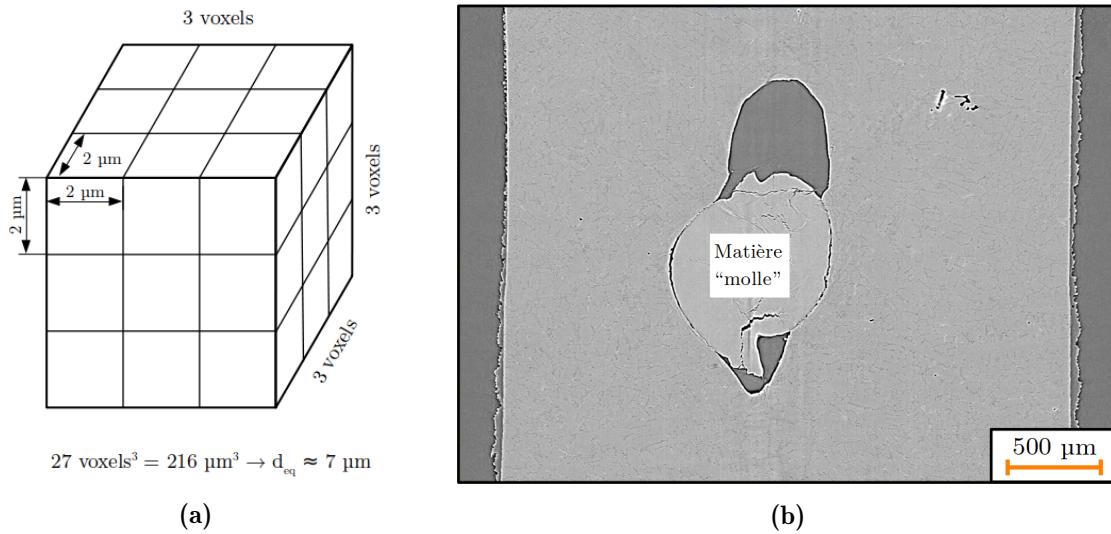 3 voxels
2 µm
2 µm
2 µm
3 voxels
3 voxels
27 voxels³ = 216 µm³ → d_eq ≈ 7 µm
(a)
Matière
“molle”
500 µm
(b)